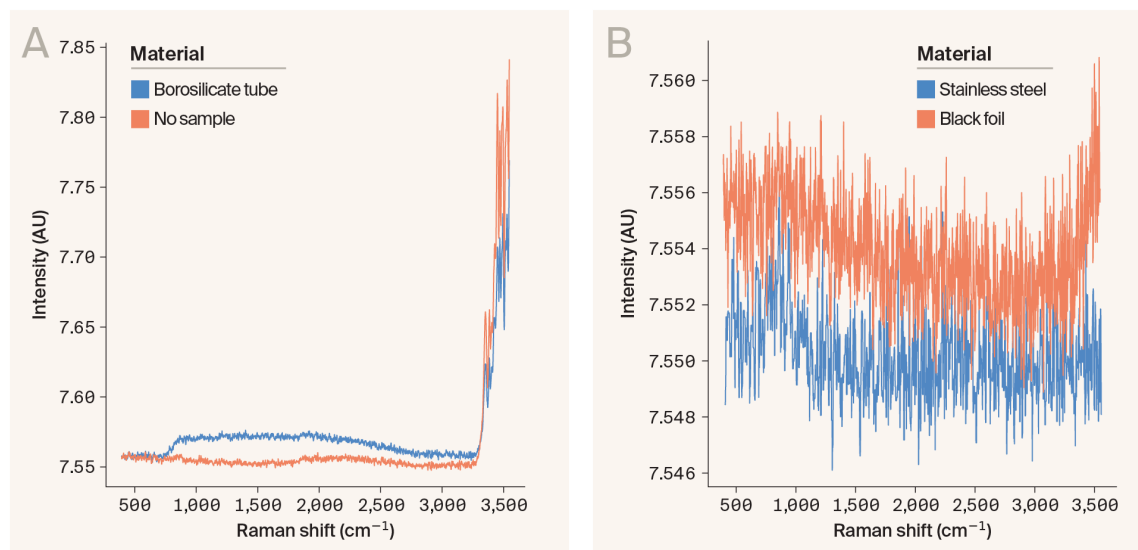 A
Material
Borosilicate tube
No sample
7.85
7.80
7.75
7.70
7.65
7.60
7.55
Intensity (AU)
500 1,000 1,500 2,000 2,500 3,000 3,500
Raman shift (cm⁻¹)
B
Material
Stainless steel
Black foil
7.560
7.558
7.556
7.554
7.552
7.550
7.548
7.546
Intensity (AU)
500 1,000 1,500 2,000 2,500 3,000 3,500
Raman shift (cm⁻¹)